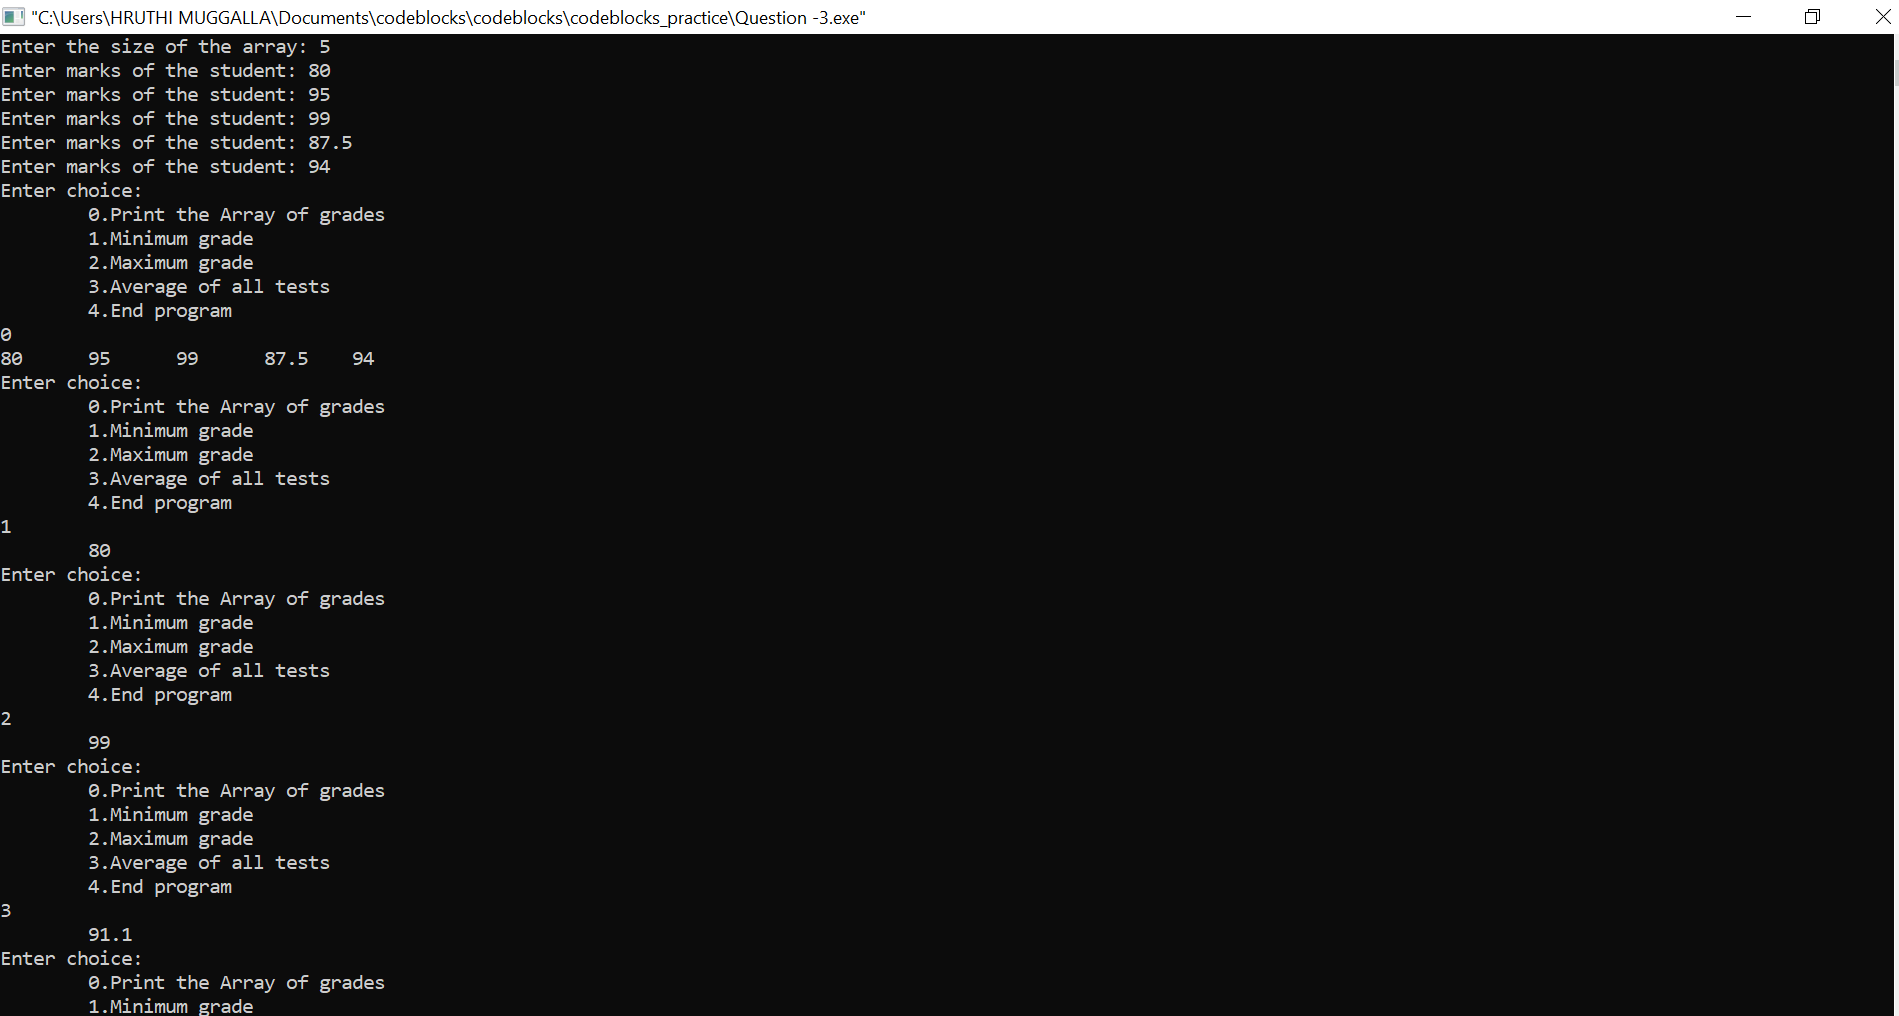 "C:\Users\HRUTHI MUGGALLA\Documents\codeblocks\codeblocks\codeblocks_practice\Question -3.exe"
Enter the size of the array: 5
Enter marks of the student: 80
Enter marks of the student: 95
Enter marks of the student: 99
Enter marks of the student: 87.5
Enter marks of the student: 94
Enter choice:
        0.Print the Array of grades
        1.Minimum grade
        2.Maximum grade
        3.Average of all tests
        4.End program
0
80      95      99      87.5    94
Enter choice:
        0.Print the Array of grades
        1.Minimum grade
        2.Maximum grade
        3.Average of all tests
        4.End program
1
        80
Enter choice:
        0.Print the Array of grades
        1.Minimum grade
        2.Maximum grade
        3.Average of all tests
        4.End program
2
        99
Enter choice:
        0.Print the Array of grades
        1.Minimum grade
        2.Maximum grade
        3.Average of all tests
        4.End program
3
        91.1
Enter choice:
        0.Print the Array of grades
        1.Minimum grade